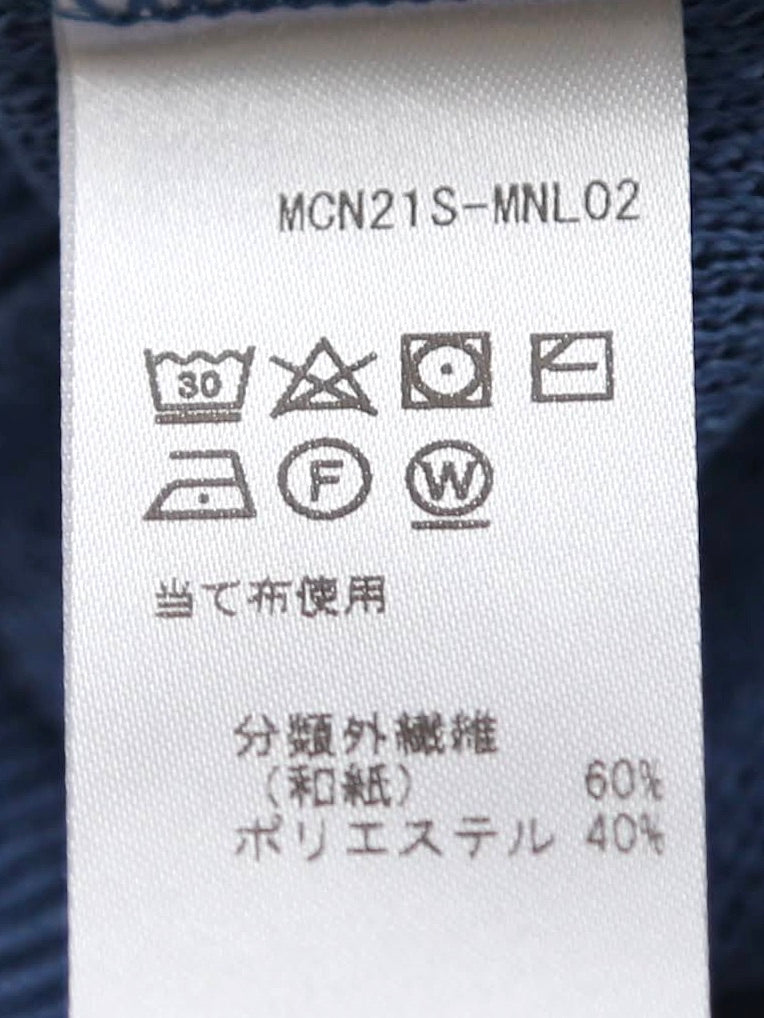 MCN21S-MNL02
30
F W
当て布使用
分類外繊維
（和紙） 60%
ポリエステル 40%